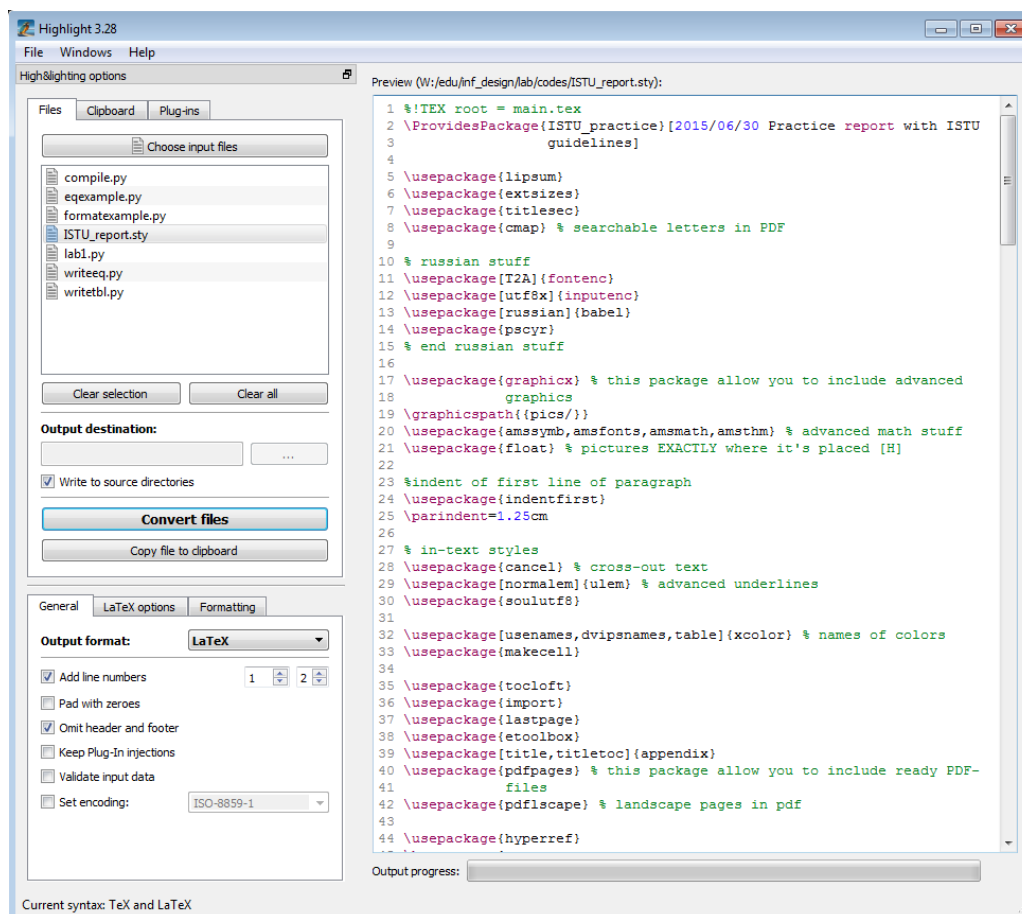 Highlight 3.28
File Windows Help
High&lighting options
Files Clipboard Plug-ins
Choose input files
compile.py
eqexample.py
formatexample.py
ISTU_report.sty
lab1.py
writeeq.py
writetbl.py
Clear selection Clear all
Output destination:
...
Write to source directories
Convert files
Copy file to clipboard
General LaTeX options Formatting
Output format: LaTeX
Add line numbers 1 2
Pad with zeroes
Omit header and footer
Keep Plug-In injections
Validate input data
Set encoding: ISO-8859-1
Preview (W:/edu/inf_design/lab/codes/ISTU_report.sty):
1 %!TEX root = main.tex
2 \ProvidesPackage{ISTU_practice}[2015/06/30 Practice report with ISTU
3 guidelines]
4
5 \usepackage{lipsum}
6 \usepackage{extsizes}
7 \usepackage{titlesec}
8 \usepackage{cmap} % searchable letters in PDF
9
10 % russian stuff
11 \usepackage[T2A]{fontenc}
12 \usepackage[utf8x]{inputenc}
13 \usepackage[russian]{babel}
14 \usepackage{pscyr}
15 % end russian stuff
16
17 \usepackage{graphicx} % this package allow you to include advanced
18 graphics
19 \graphicspath{{pics/}}
20 \usepackage{amssymb,amsfonts,amsmath,amsthm} % advanced math stuff
21 \usepackage{float} % pictures EXACTLY where it's placed [H]
22
23 %indent of first line of paragraph
24 \usepackage{indentfirst}
25 \parindent=1.25cm
26
27 % in-text styles
28 \usepackage{cancel} % cross-out text
29 \usepackage[normalem]{ulem} % advanced underlines
30 \usepackage{soulutf8}
31
32 \usepackage[usenames,dvipsnames,table]{xcolor} % names of colors
33 \usepackage{makecell}
34
35 \usepackage{tocloft}
36 \usepackage{import}
37 \usepackage{lastpage}
38 \usepackage{etoolbox}
39 \usepackage[title,titletoc]{appendix}
40 \usepackage{pdfpages} % this package allow you to include ready PDF-
41 files
42 \usepackage{pdflscape} % landscape pages in pdf
43
44 \usepackage{hyperref}
Output progress:
Current syntax: TeX and LaTeX